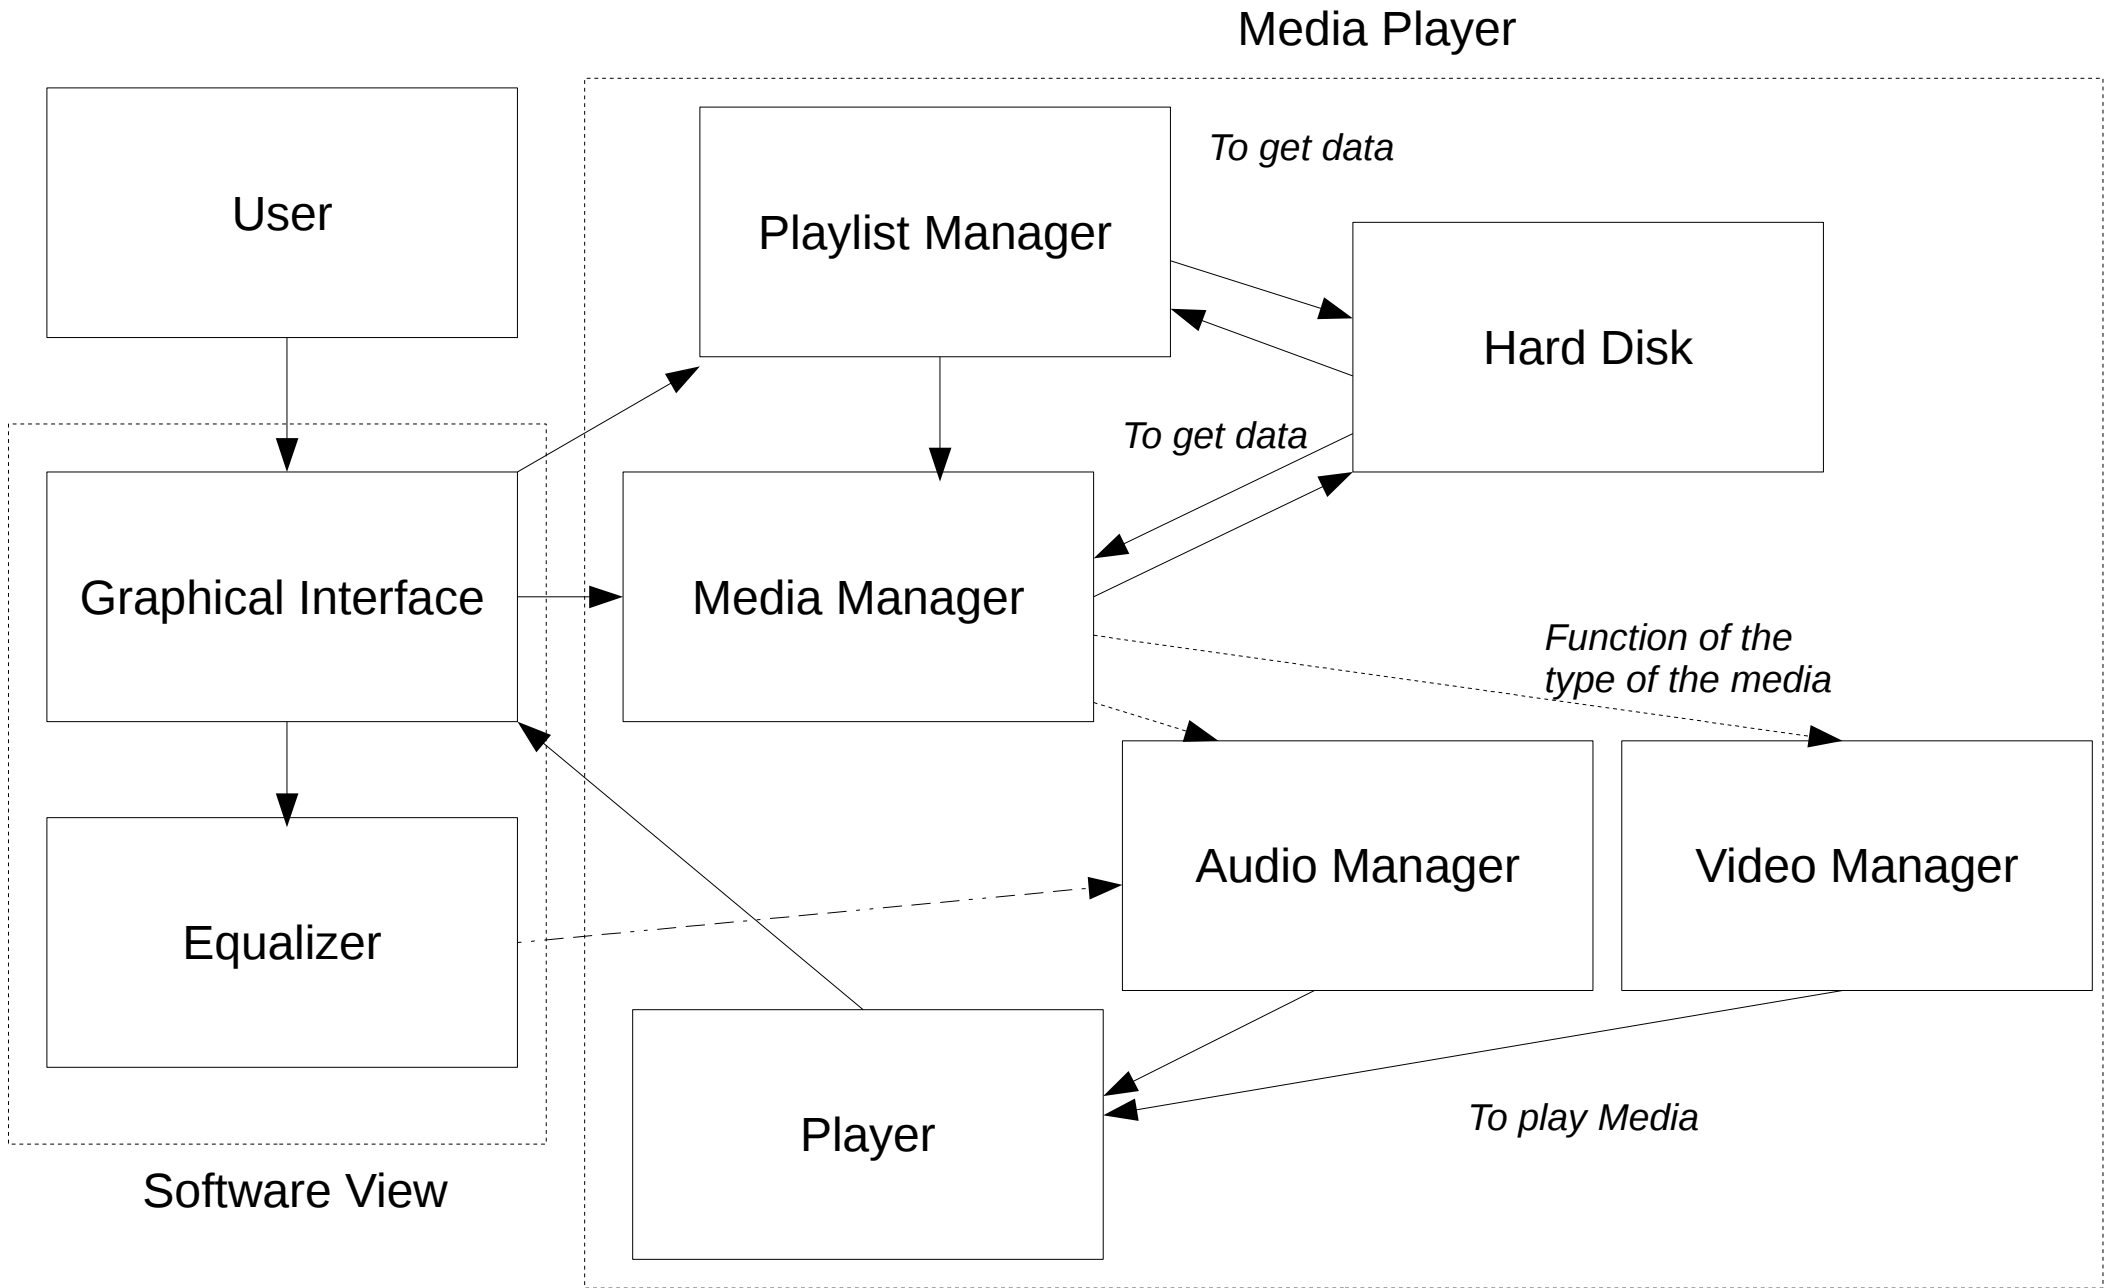 Media Player
User
Playlist Manager
To get data
Hard Disk
To get data
Graphical Interface
Media Manager
Function of the
type of the media
Audio Manager
Video Manager
Equalizer
Player
To play Media
Software View